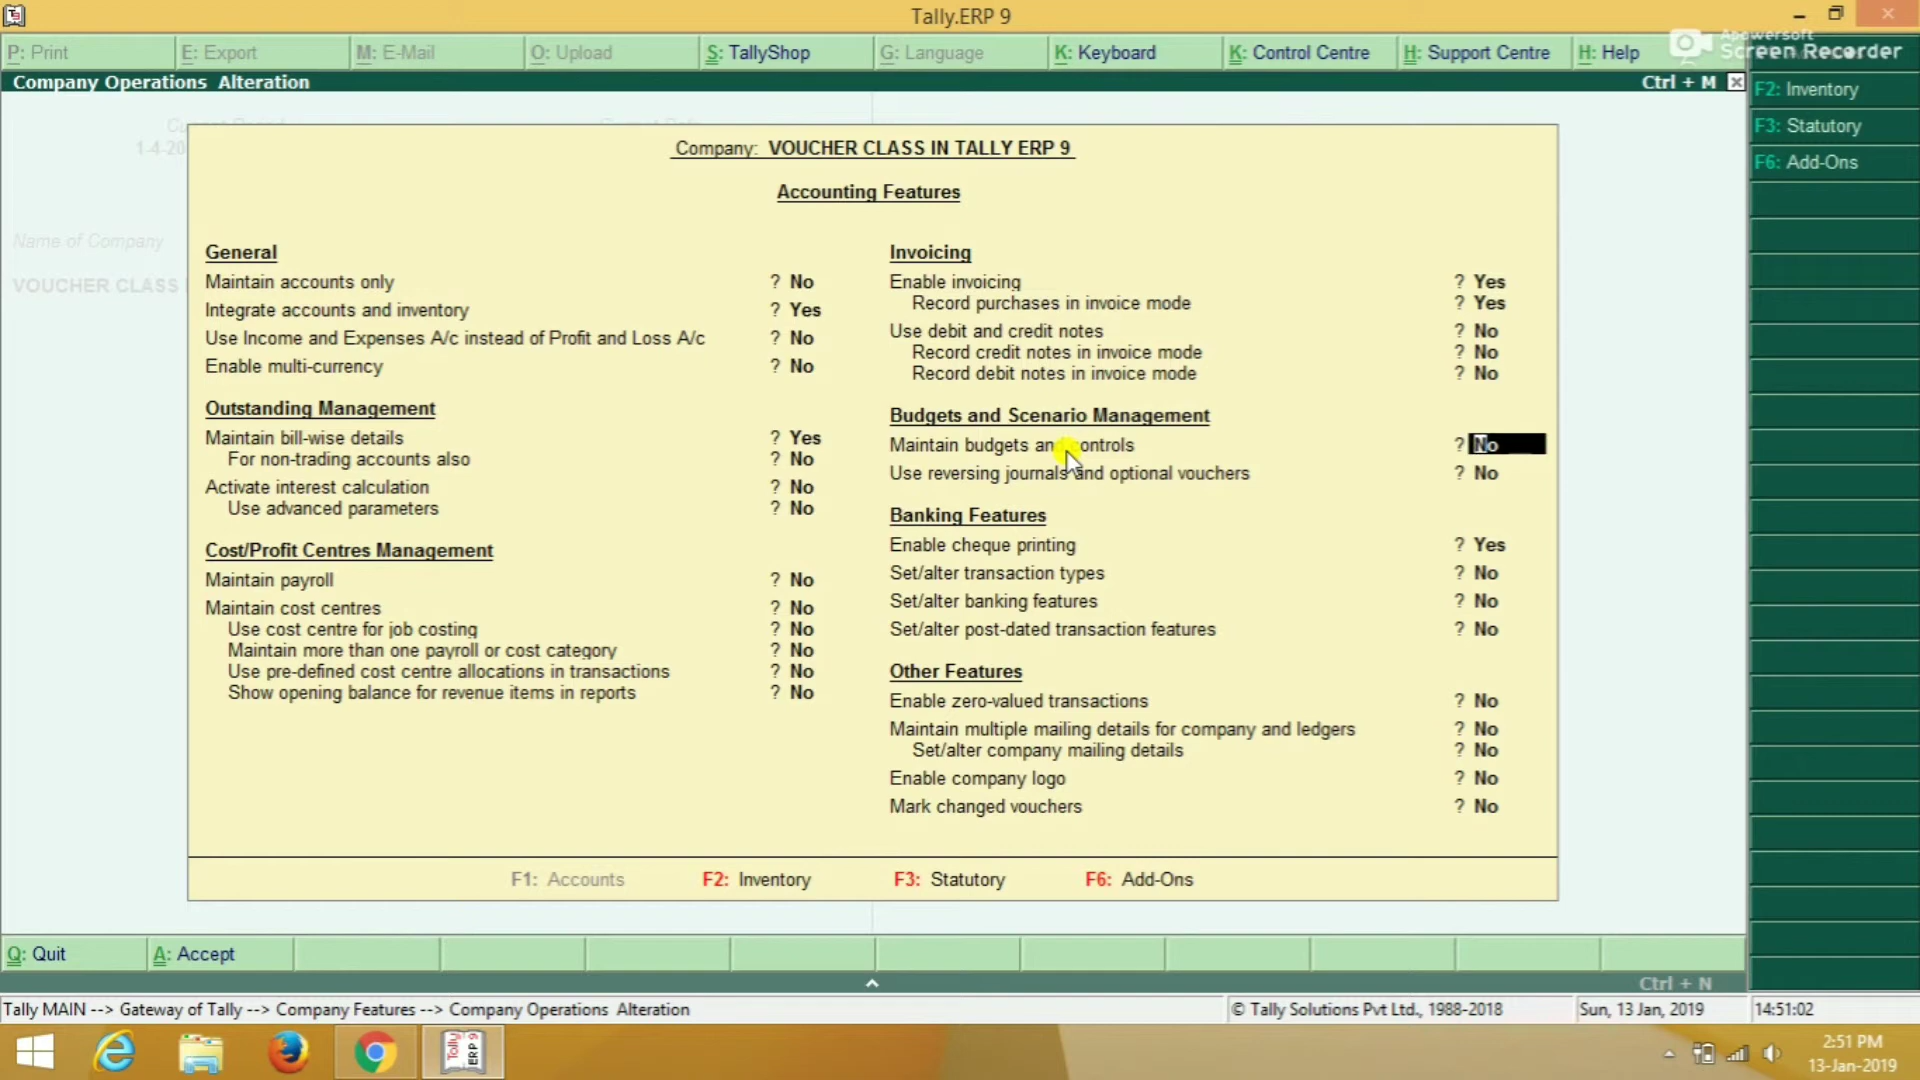 Tally.ERP 9
P: Print
E: Export
M: E-Mail
O: Upload
S: TallyShop
G: Language
K: Keyboard
K: Control Centre
H: Support Centre
H: Help
Apowersoft
Screen Recorder
Company Operations Alteration
Ctrl + M
F2: Inventory
F3: Statutory
F6: Add-Ons
1-4-20
Name of Company
VOUCHER CLASS
Company: VOUCHER CLASS IN TALLY ERP 9
Accounting Features
General
Maintain accounts only ? No
Integrate accounts and inventory ? Yes
Use Income and Expenses A/c instead of Profit and Loss A/c ? No
Enable multi-currency ? No
Outstanding Management
Maintain bill-wise details ? Yes
For non-trading accounts also ? No
Activate interest calculation ? No
Use advanced parameters ? No
Cost/Profit Centres Management
Maintain payroll ? No
Maintain cost centres ? No
Use cost centre for job costing ? No
Maintain more than one payroll or cost category ? No
Use pre-defined cost centre allocations in transactions ? No
Show opening balance for revenue items in reports ? No
Invoicing
Enable invoicing ? Yes
Record purchases in invoice mode ? Yes
Use debit and credit notes ? No
Record credit notes in invoice mode ? No
Record debit notes in invoice mode ? No
Budgets and Scenario Management
Maintain budgets and controls ? No
Use reversing journals and optional vouchers ? No
Banking Features
Enable cheque printing ? Yes
Set/alter transaction types ? No
Set/alter banking features ? No
Set/alter post-dated transaction features ? No
Other Features
Enable zero-valued transactions ? No
Maintain multiple mailing details for company and ledgers ? No
Set/alter company mailing details ? No
Enable company logo ? No
Mark changed vouchers ? No
F1: Accounts
F2: Inventory
F3: Statutory
F6: Add-Ons
Q: Quit
A: Accept
Ctrl + N
Tally MAIN --> Gateway of Tally --> Company Features --> Company Operations Alteration
© Tally Solutions Pvt Ltd., 1988-2018
Sun, 13 Jan, 2019
14:51:02
Tally
ERP 9
2:51 PM
13-Jan-2019